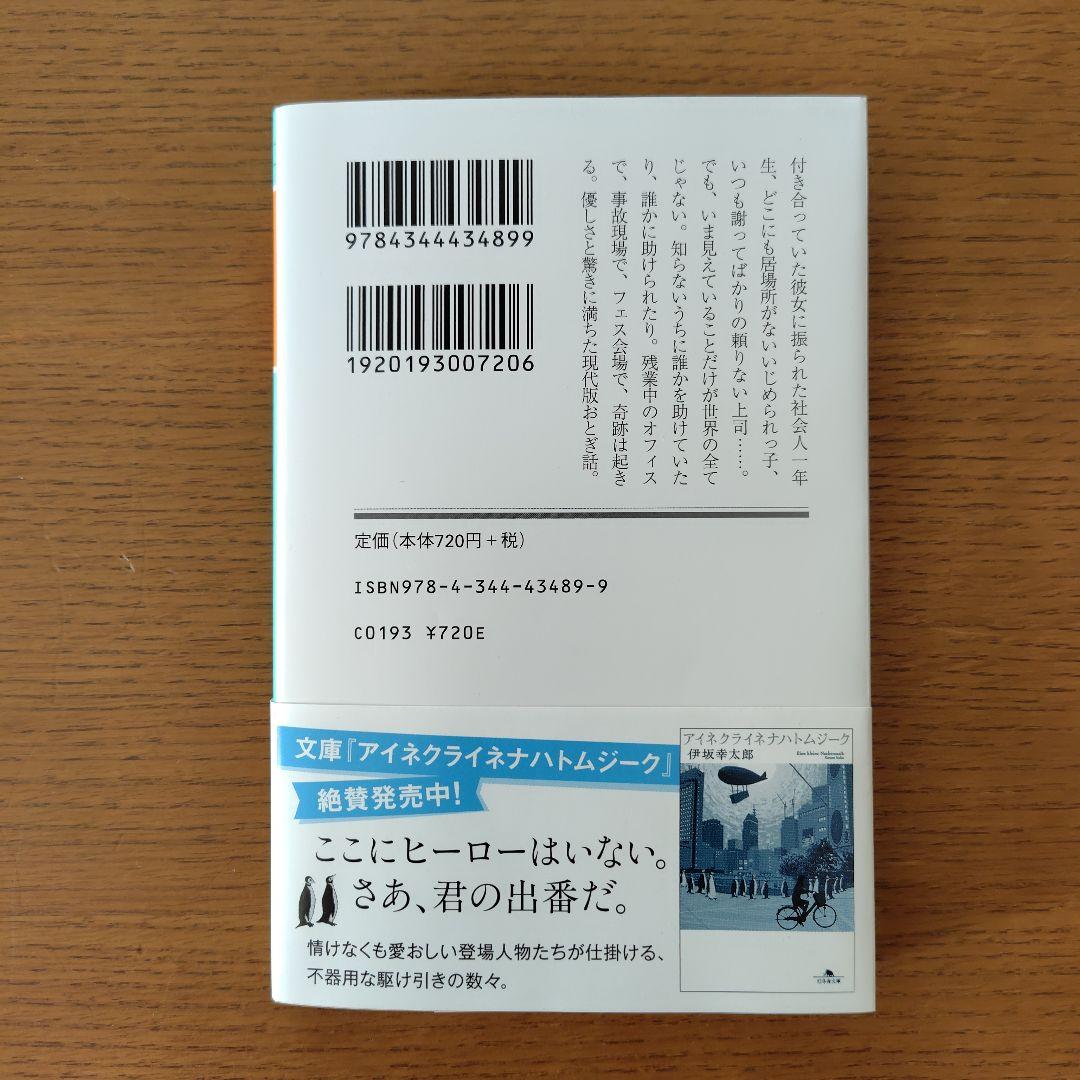 付き合っていた彼女に振られた社会人一年
生、どこにも居場所がないいじめられっ子、
いつも謝ってばかりの頼りない上司……。
でも、いま見えていることだけが世界の全て
じゃない。知らないうちに誰かを助けていた
り、誰かに助けられたり。残業中のオフィス
で、事故現場で、フェス会場で、奇跡は起き
る。優しさと驚きに満ちた現代版おとぎ話。
9784344434899
1920193007206
定価(本体720円+税)
ISBN978-4-344-43489-9
C0193 ¥720E
文庫『アイネクライネナハトムジーク』
絶賛発売中!
ここにヒーローはいない。
さあ、君の出番だ。
情けなくも愛おしい登場人物たちが仕掛ける、
不器用な駆け引きの数々。
アイネクライネナハトムジーク
伊坂幸太郎
Eine kleine Nachtmusik
幻冬舎文庫